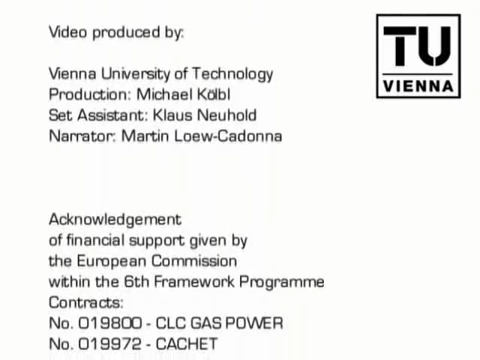 Video produced by:
TU
VIENNA
Vienna University of Technology
Production: Michael Kölbl
Set Assistant: Klaus Neuhold
Narrator: Martin Loew-Cadonna
Acknowledgement
of financial support given by
the European Commission
within the 6th Framework Programme
Contracts:
No. 019800 - CLC GAS POWER
No. 019972 - CACHET